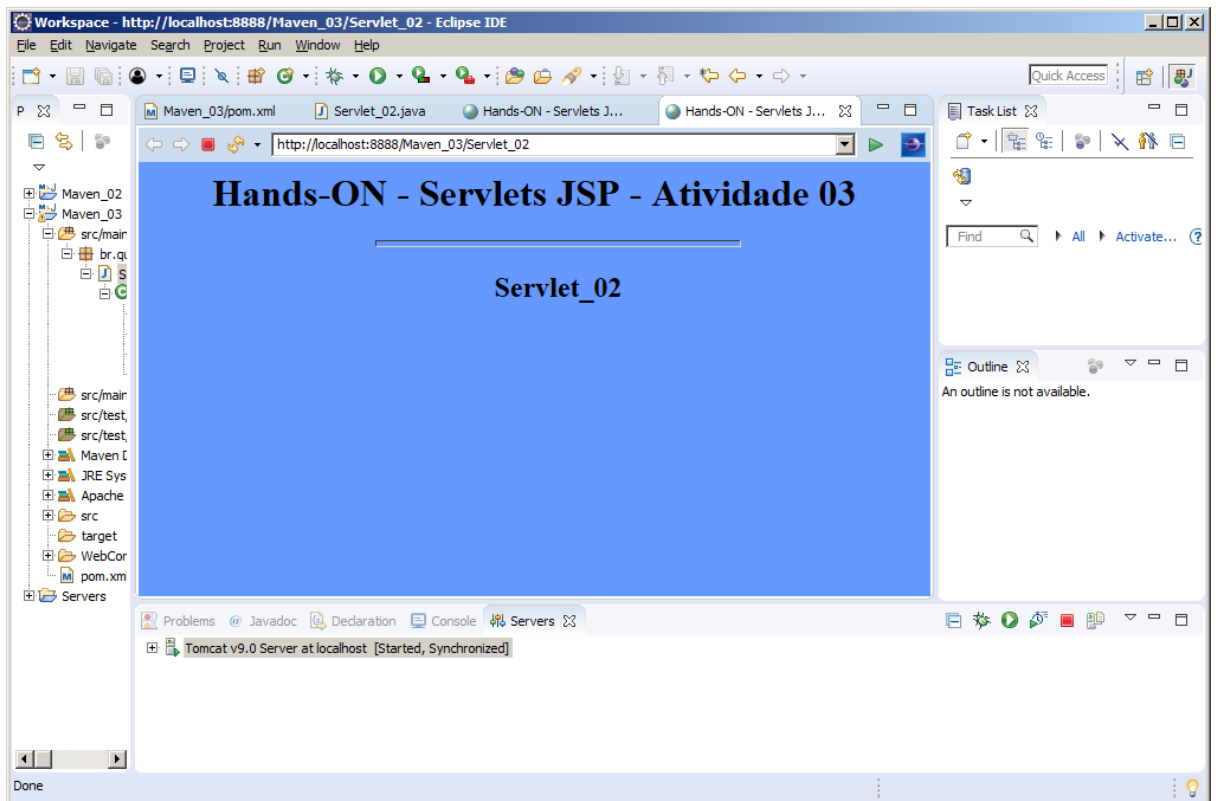 Workspace - http://localhost:8888/Maven_03/Servlet_02 - Eclipse IDE
File Edit Navigate Search Project Run Window Help
Quick Access
P
Maven_03/pom.xml
Servlet_02.java
Hands-ON - Servlets J...
Hands-ON - Servlets J...
Task List
http://localhost:8888/Maven_03/Servlet_02
Hands-ON - Servlets JSP - Atividade 03
Servlet_02
Maven_02
Maven_03
src/main
br.qu
S
src/main
src/test,
src/test,
Maven D
JRE Sys
Apache
src
target
WebCor
pom.xm
Servers
Find
All
Activate...
Outline
An outline is not available.
Problems @ Javadoc Declaration Console Servers
Tomcat v9.0 Server at localhost [Started, Synchronized]
Done